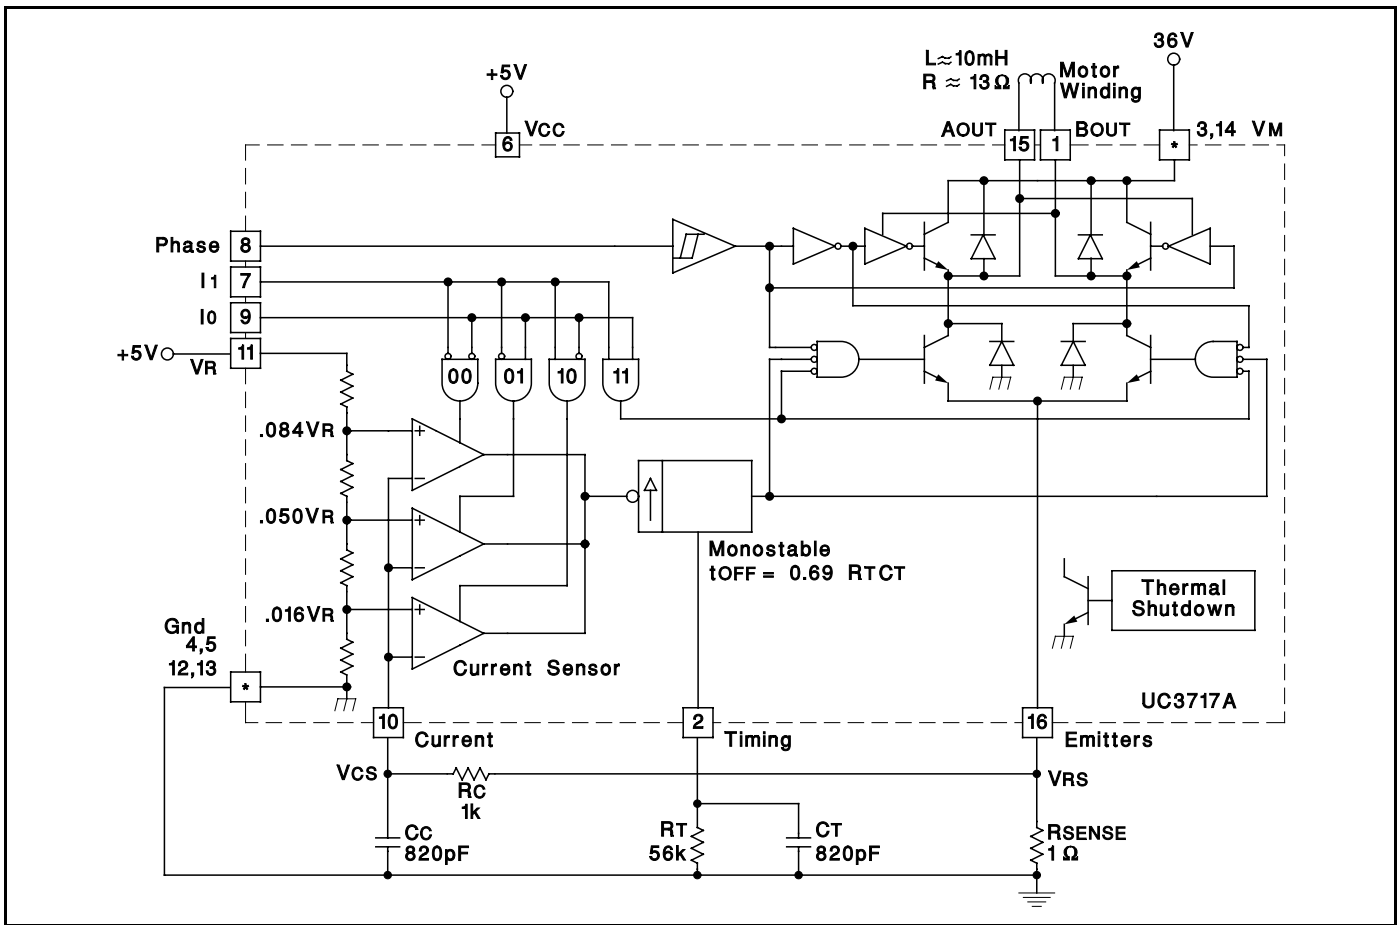 36V
L≈10mH
R ≈ 13Ω
Motor
Winding
+5V
VCC
6
AOUT
15
1
BOUT
*
3,14 VM
Phase
8
I1
7
I0
9
+5V
VR
11
00
01
10
11
.084VR
+
−
.050VR
+
−
.016VR
+
−
Monostable
tOFF = 0.69 RTCT
Thermal
Shutdown
Gnd
4,5
12,13
*
Current Sensor
UC3717A
10
Current
2
Timing
16
Emitters
VCS
RC
1k
VRS
CC
820pF
RT
56k
CT
820pF
RSENSE
1Ω